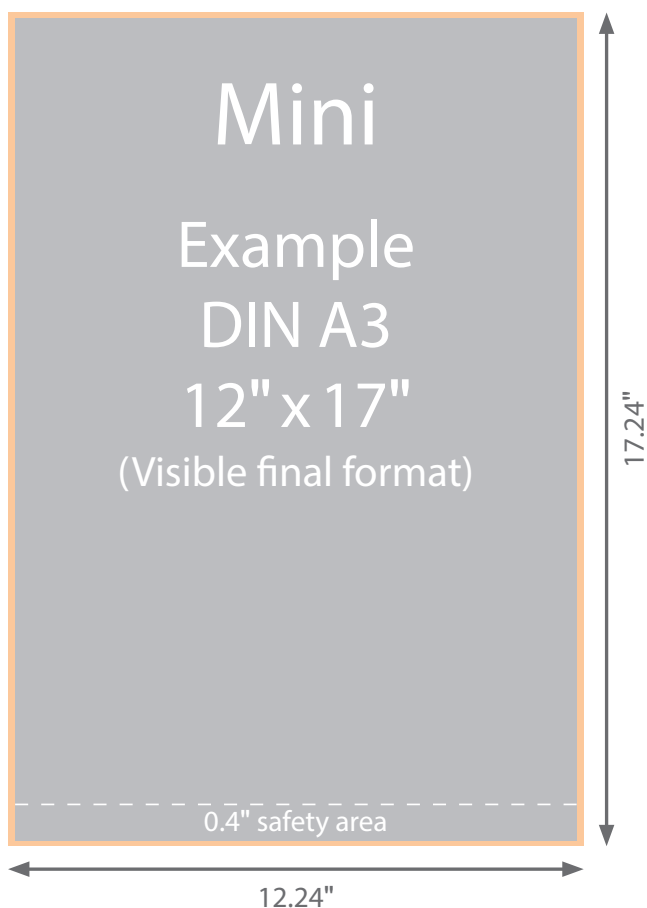 Mini
Example
DIN A3
12" x 17"
(Visible final format)
17.24"
0.4" safety area
12.24"